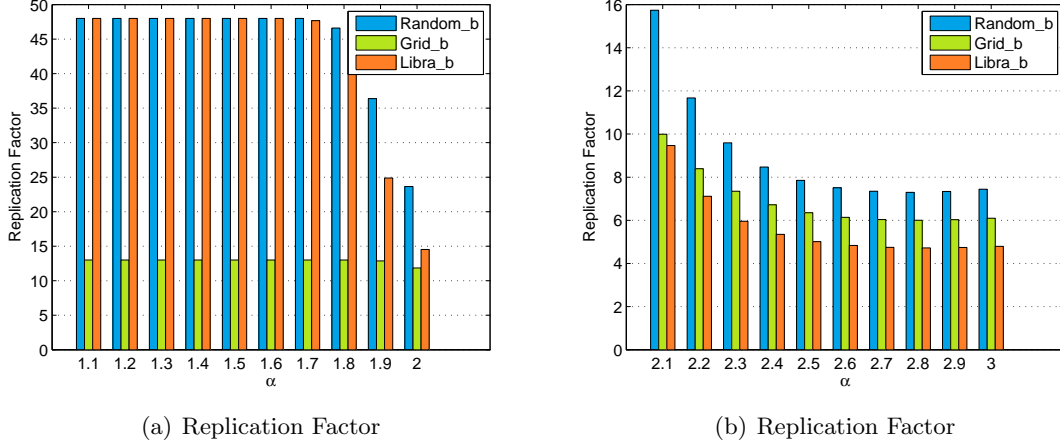 50
45
40
35
30
25
20
15
10
5
0
Replication Factor
1.1 1.2 1.3 1.4 1.5 1.6 1.7 1.8 1.9 2
α
Random_b
Grid_b
Libra_b
(a) Replication Factor
16
14
12
10
8
6
4
2
0
Replication Factor
2.1 2.2 2.3 2.4 2.5 2.6 2.7 2.8 2.9 3
α
Random_b
Grid_b
Libra_b
(b) Replication Factor